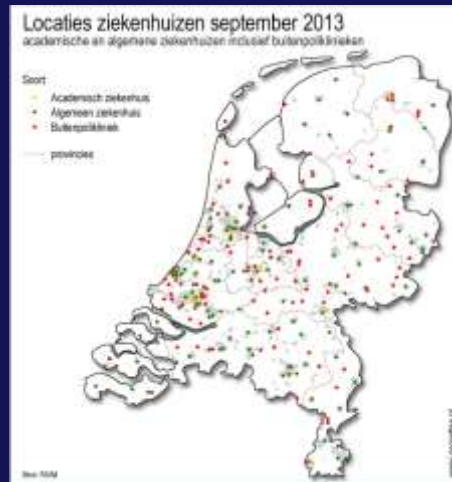 Locaties ziekenhuizen september 2013
academische en algemene ziekenhuizen inclusief buitenpoliklinieken
Soort
Academisch ziekenhuis
Algemeen ziekenhuis
Buitenpolikliniek
provincies